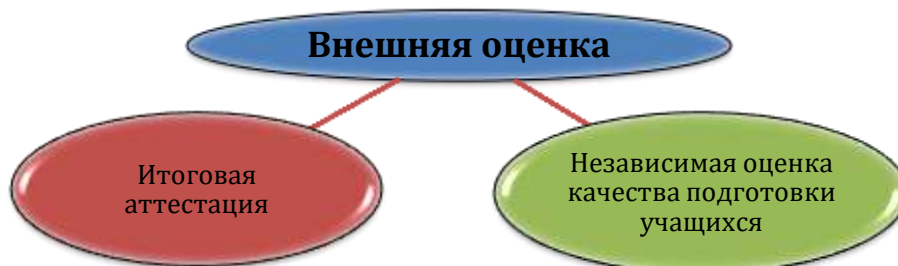 Внешняя оценка
Итоговая
аттестация
Независимая оценка
качества подготовки
учащихся